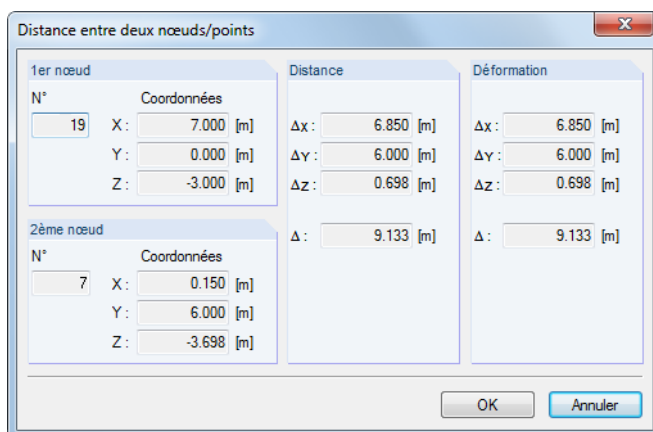 Distance entre deux nœuds/points
1er nœud
N° Coordonnées
19 X : 7.000 [m]
Y : 0.000 [m]
Z : -3.000 [m]
2ème nœud
N° Coordonnées
7 X : 0.150 [m]
Y : 6.000 [m]
Z : -3.698 [m]
Distance
Δx : 6.850 [m]
ΔY : 6.000 [m]
Δz : 0.698 [m]
Δ : 9.133 [m]
Déformation
Δx : 6.850 [m]
ΔY : 6.000 [m]
Δz : 0.698 [m]
Δ : 9.133 [m]
OK Annuler